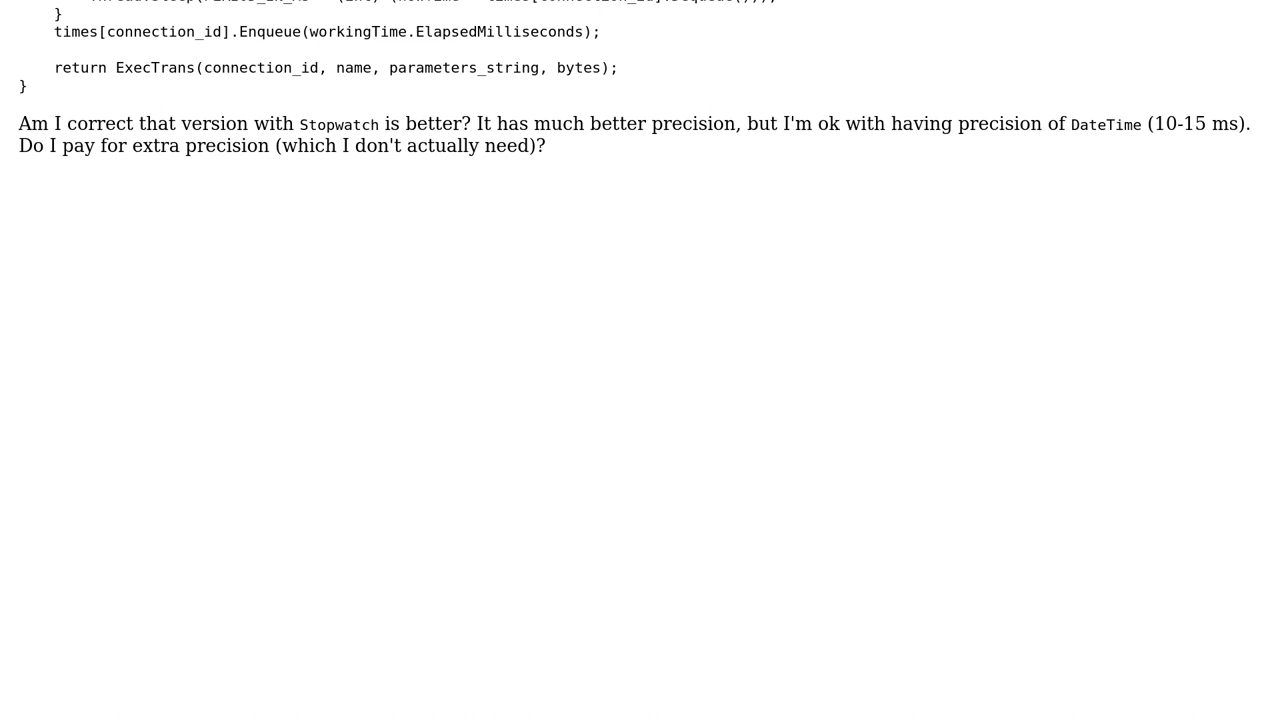 }
times[connection_id].Enqueue(workingTime.ElapsedMilliseconds);
return ExecTrans(connection_id, name, parameters_string, bytes);
}
Am I correct that version with Stopwatch is better? It has much better precision, but I'm ok with having precision of DateTime (10-15 ms).
Do I pay for extra precision (which I don't actually need)?